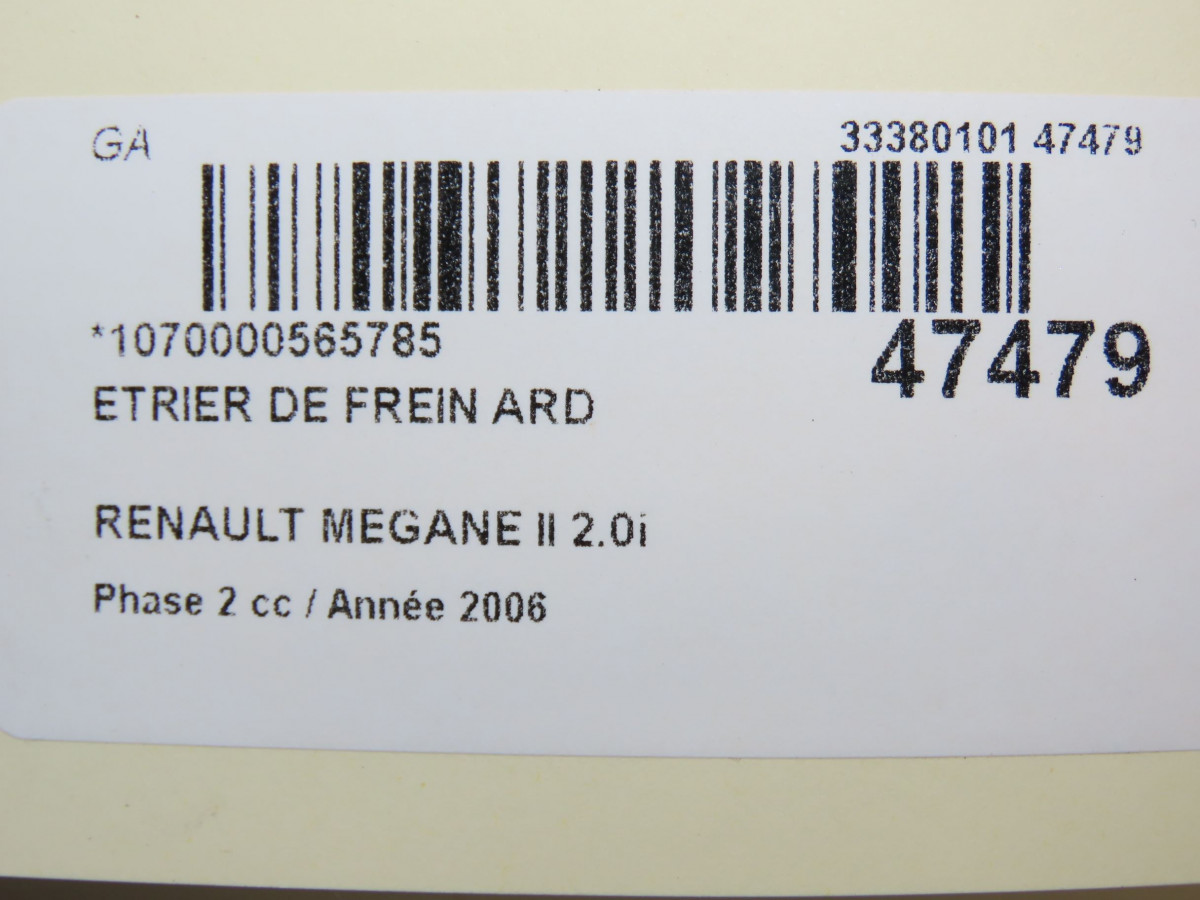 GA
33380101 47479
*1070000565785
47479
ETRIER DE FREIN ARD
RENAULT MEGANE II 2.0i
Phase 2 cc / Année 2006